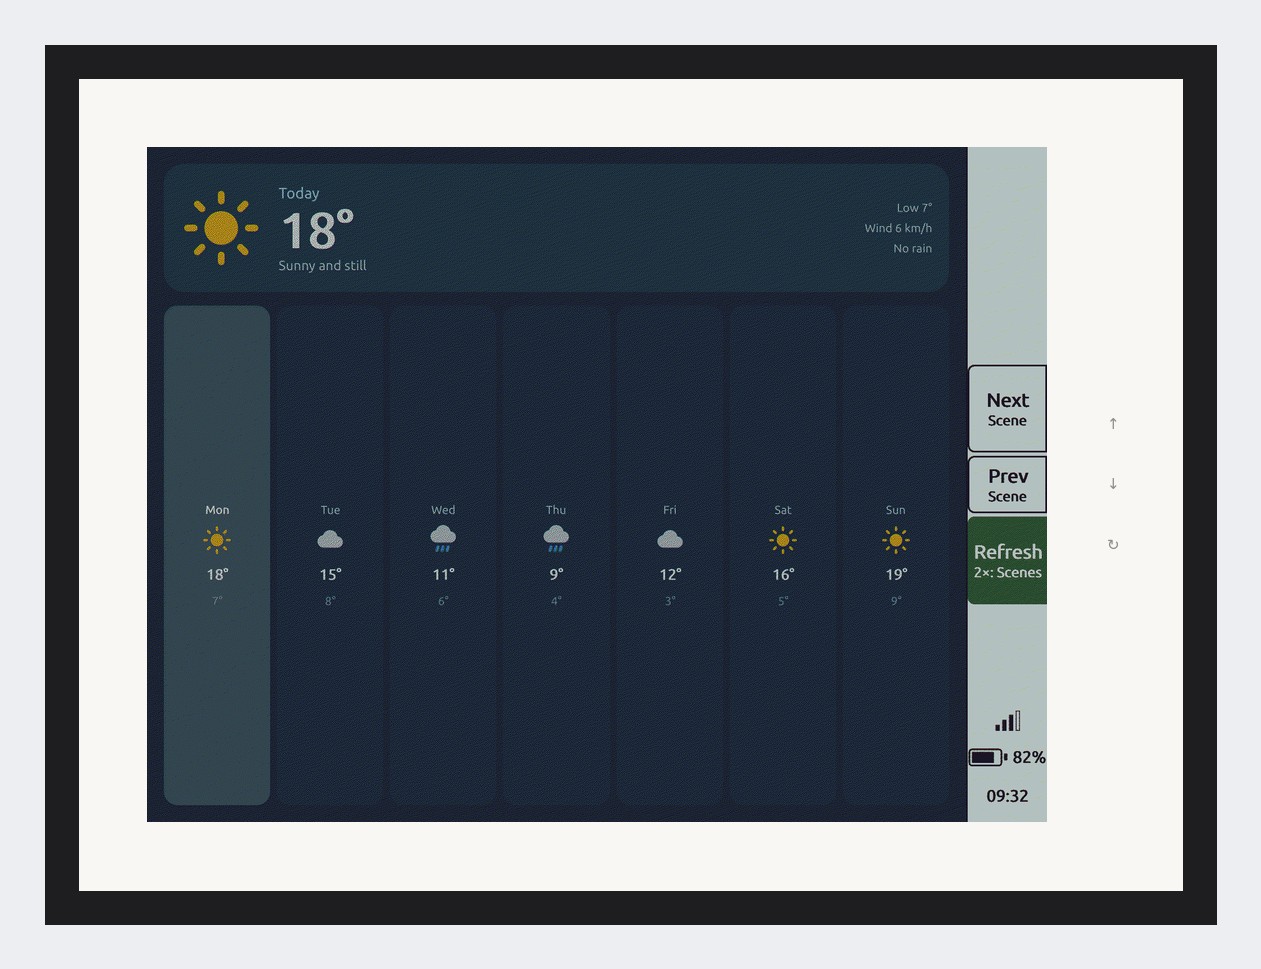 Today
18°
Sunny and still
Low 7°
Wind 6 km/h
No rain
Mon
18°
7°
Tue
15°
8°
Wed
11°
6°
Thu
9°
4°
Fri
12°
3°
Sat
16°
5°
Sun
19°
9°
Next
Scene
Prev
Scene
Refresh
2×: Scenes
82%
09:32
↑
↓
↻